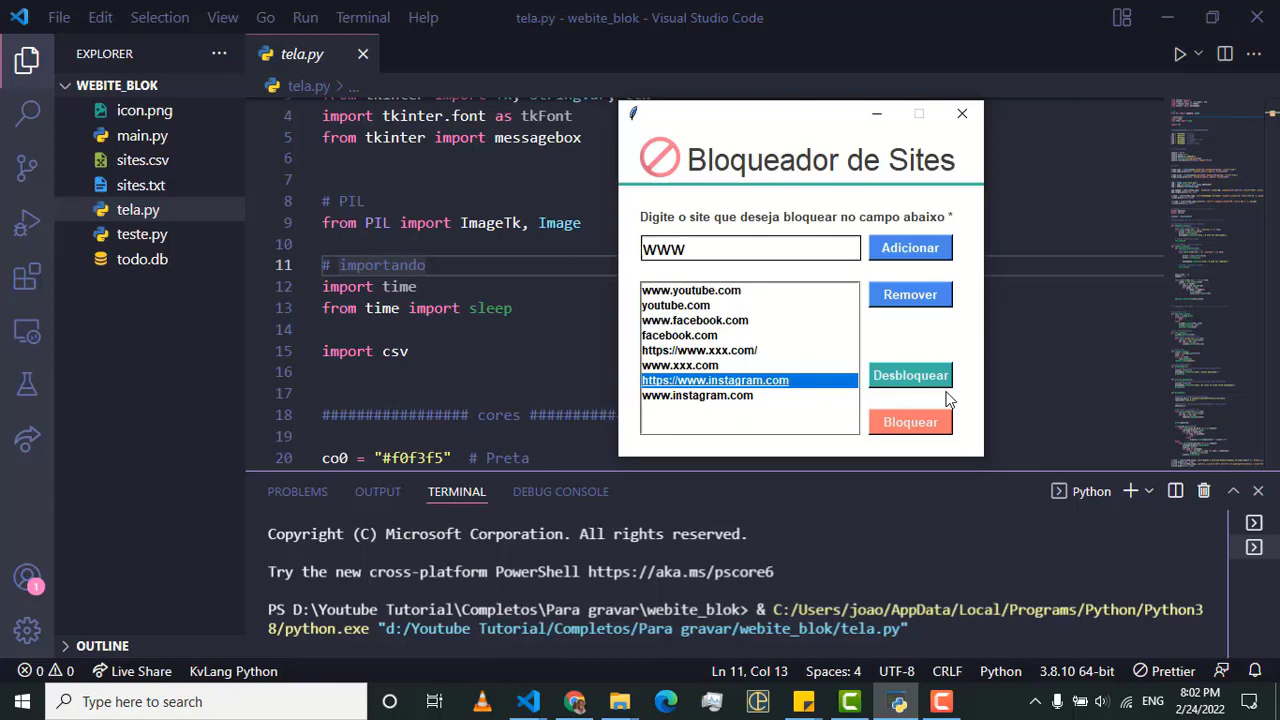 File Edit Selection View Go Run Terminal Help
tela.py - webite_blok - Visual Studio Code
EXPLORER
WEBITE_BLOK
icon.png
main.py
sites.csv
sites.txt
tela.py
teste.py
todo.db
OUTLINE
tela.py
tela.py > ...
4 import tkinter.font as tkFont
5 from tkinter import messagebox
6
7
8 # PIL
9 from PIL import ImageTk, Image
10
11 # importando
12 import time
13 from time import sleep
14
15 import csv
16
17
18 ################ cores ###########
19
20 co0 = "#f0f3f5" # Preta
Bloqueador de Sites
Digite o site que deseja bloquear no campo abaixo *
www
Adicionar
www.youtube.com
youtube.com
www.facebook.com
facebook.com
https://www.xxx.com/
www.xxx.com
https://www.instagram.com
www.instagram.com
Remover
Desbloquear
Bloquear
PROBLEMS OUTPUT TERMINAL DEBUG CONSOLE
Python
Copyright (C) Microsoft Corporation. All rights reserved.
Try the new cross-platform PowerShell https://aka.ms/pscore6
PS D:\Youtube Tutorial\Completos\Para gravar\webite_blok> & C:/Users/joao/AppData/Local/Programs/Python/Python3
8/python.exe "d:/Youtube Tutorial/Completos/Para gravar/webite_blok/tela.py"
1
0 0 Live Share KvLang Python
Ln 11, Col 13 Spaces: 4 UTF-8 CRLF Python 3.8.10 64-bit Prettier
Type here to search
ENG
8:02 PM
2/24/2022